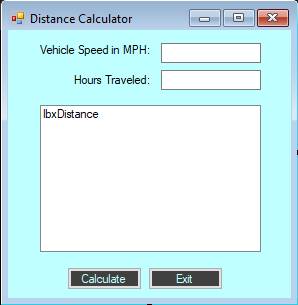 Distance Calculator
Vehicle Speed in MPH:
Hours Traveled:
lbxDistance
Calculate Exit